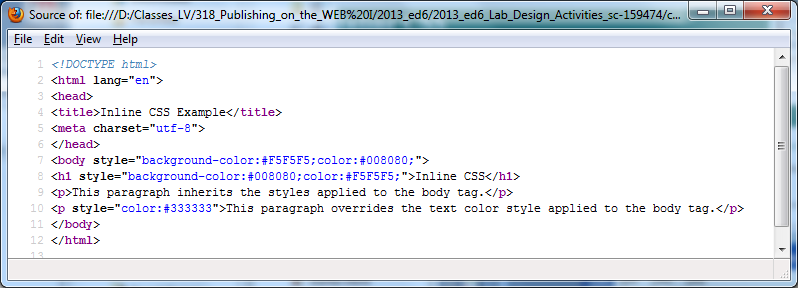 Source of: file:///D:/Classes_LV/318_Publishing_on_the_WEB%20I/2013_ed6/2013_ed6_Lab_Design_Activities_sc-159474/c...
File Edit View Help
1 <!DOCTYPE html>
2 <html lang="en">
3 <head>
4 <title>Inline CSS Example</title>
5 <meta charset="utf-8">
6 </head>
7 <body style="background-color:#F5F5F5;color:#008080;">
8 <h1 style="background-color:#008080;color:#F5F5F5;">Inline CSS</h1>
9 <p>This paragraph inherits the styles applied to the body tag.</p>
10 <p style="color:#333333">This paragraph overrides the text color style applied to the body tag.</p>
11 </body>
12 </html>
13